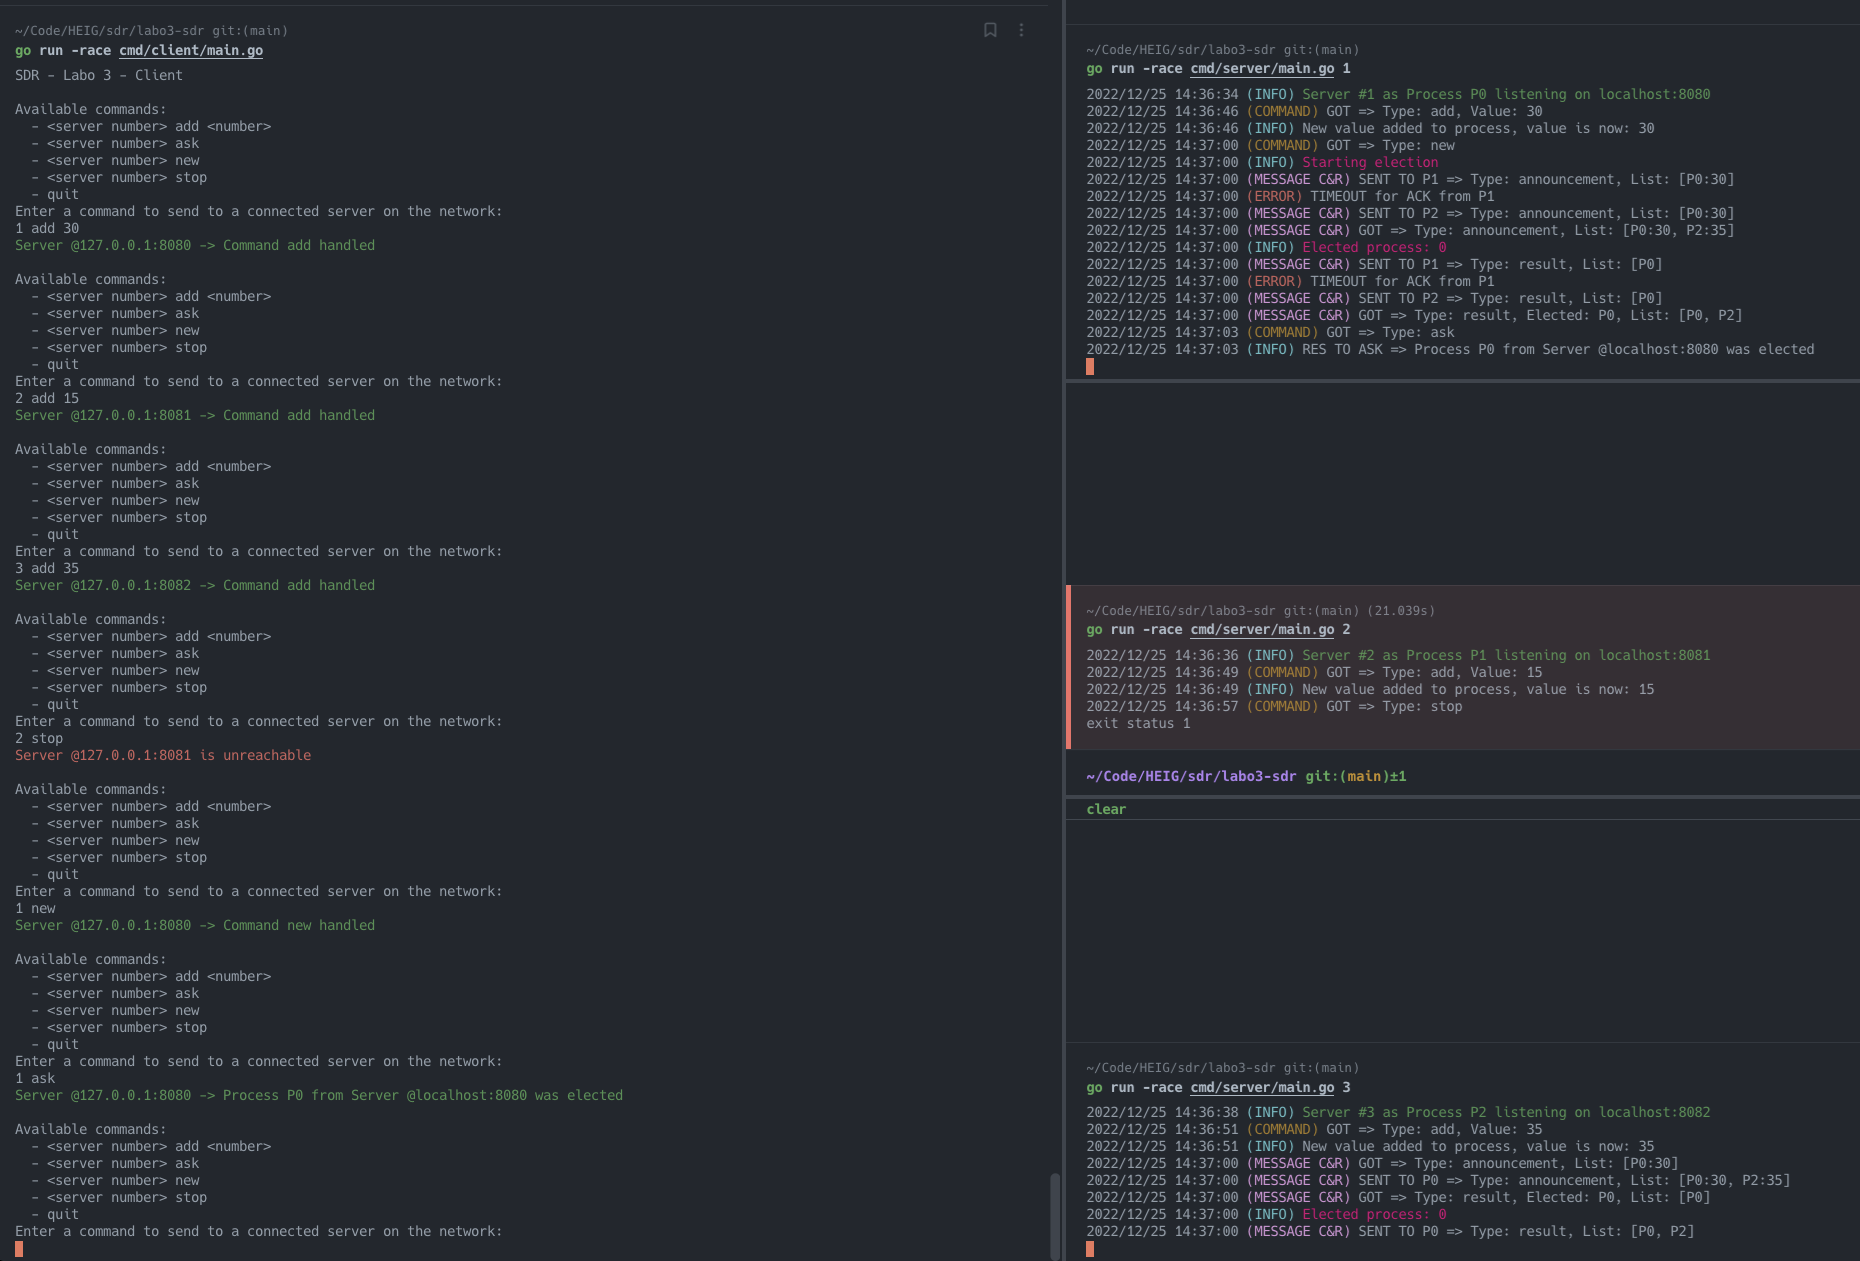 ~/Code/HEIG/sdr/labo3-sdr git:(main)
go run -race cmd/client/main.go
SDR - Labo 3 - Client
Available commands:
- <server number> add <number>
- <server number> ask
- <server number> new
- <server number> stop
- quit
Enter a command to send to a connected server on the network:
1 add 30
Server @127.0.0.1:8080 -> Command add handled
Available commands:
- <server number> add <number>
- <server number> ask
- <server number> new
- <server number> stop
- quit
Enter a command to send to a connected server on the network:
2 add 15
Server @127.0.0.1:8081 -> Command add handled
Available commands:
- <server number> add <number>
- <server number> ask
- <server number> new
- <server number> stop
- quit
Enter a command to send to a connected server on the network:
3 add 35
Server @127.0.0.1:8082 -> Command add handled
Available commands:
- <server number> add <number>
- <server number> ask
- <server number> new
- <server number> stop
- quit
Enter a command to send to a connected server on the network:
2 stop
Server @127.0.0.1:8081 is unreachable
Available commands:
- <server number> add <number>
- <server number> ask
- <server number> new
- <server number> stop
- quit
Enter a command to send to a connected server on the network:
1 new
Server @127.0.0.1:8080 -> Command new handled
Available commands:
- <server number> add <number>
- <server number> ask
- <server number> new
- <server number> stop
- quit
Enter a command to send to a connected server on the network:
1 ask
Server @127.0.0.1:8080 -> Process P0 from Server @localhost:8080 was elected
Available commands:
- <server number> add <number>
- <server number> ask
- <server number> new
- <server number> stop
- quit
Enter a command to send to a connected server on the network:
~/Code/HEIG/sdr/labo3-sdr git:(main)
go run -race cmd/server/main.go 1
2022/12/25 14:36:34 (INFO) Server #1 as Process P0 listening on localhost:8080
2022/12/25 14:36:46 (COMMAND) GOT => Type: add, Value: 30
2022/12/25 14:36:46 (INFO) New value added to process, value is now: 30
2022/12/25 14:37:00 (COMMAND) GOT => Type: new
2022/12/25 14:37:00 (INFO) Starting election
2022/12/25 14:37:00 (MESSAGE C&R) SENT TO P1 => Type: announcement, List: [P0:30]
2022/12/25 14:37:00 (ERROR) TIMEOUT for ACK from P1
2022/12/25 14:37:00 (MESSAGE C&R) SENT TO P2 => Type: announcement, List: [P0:30]
2022/12/25 14:37:00 (MESSAGE C&R) GOT => Type: announcement, List: [P0:30, P2:35]
2022/12/25 14:37:00 (INFO) Elected process: 0
2022/12/25 14:37:00 (MESSAGE C&R) SENT TO P1 => Type: result, List: [P0]
2022/12/25 14:37:00 (ERROR) TIMEOUT for ACK from P1
2022/12/25 14:37:00 (MESSAGE C&R) SENT TO P2 => Type: result, List: [P0]
2022/12/25 14:37:00 (MESSAGE C&R) GOT => Type: result, Elected: P0, List: [P0, P2]
2022/12/25 14:37:03 (COMMAND) GOT => Type: ask
2022/12/25 14:37:03 (INFO) RES TO ASK => Process P0 from Server @localhost:8080 was elected
~/Code/HEIG/sdr/labo3-sdr git:(main) (21.039s)
go run -race cmd/server/main.go 2
2022/12/25 14:36:36 (INFO) Server #2 as Process P1 listening on localhost:8081
2022/12/25 14:36:49 (COMMAND) GOT => Type: add, Value: 15
2022/12/25 14:36:49 (INFO) New value added to process, value is now: 15
2022/12/25 14:36:57 (COMMAND) GOT => Type: stop
exit status 1
~/Code/HEIG/sdr/labo3-sdr git:(main)±1
clear
~/Code/HEIG/sdr/labo3-sdr git:(main)
go run -race cmd/server/main.go 3
2022/12/25 14:36:38 (INFO) Server #3 as Process P2 listening on localhost:8082
2022/12/25 14:36:51 (COMMAND) GOT => Type: add, Value: 35
2022/12/25 14:36:51 (INFO) New value added to process, value is now: 35
2022/12/25 14:37:00 (MESSAGE C&R) GOT => Type: announcement, List: [P0:30]
2022/12/25 14:37:00 (MESSAGE C&R) SENT TO P0 => Type: announcement, List: [P0:30, P2:35]
2022/12/25 14:37:00 (MESSAGE C&R) GOT => Type: result, Elected: P0, List: [P0]
2022/12/25 14:37:00 (INFO) Elected process: 0
2022/12/25 14:37:00 (MESSAGE C&R) SENT TO P0 => Type: result, List: [P0, P2]